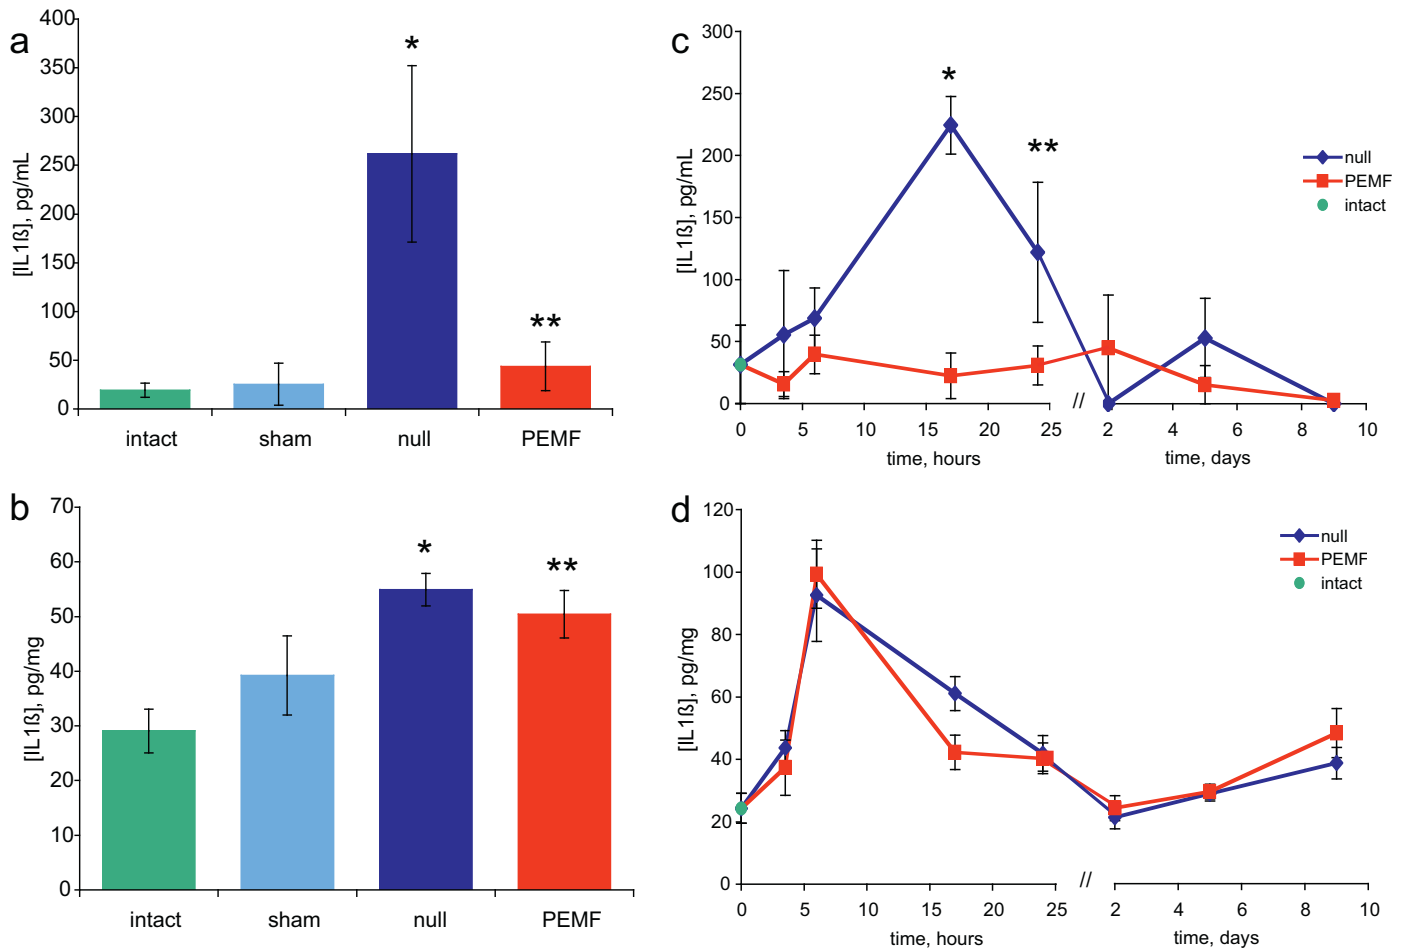 a
400
350
300
250
200
150
100
50
0
[IL1ß], pg/mL
*
**
intact sham null PEMF
b
70
60
50
40
30
20
10
0
[IL1ß], pg/mg
*
**
intact sham null PEMF
c
300
250
200
150
100
50
0
[IL1ß], pg/mL
*
**
null
PEMF
intact
0 5 10 15 20 25 // 2 4 6 8 10
time, hours time, days
d
120
100
80
60
40
20
0
[IL1ß], pg/mg
null
PEMF
intact
0 5 10 15 20 25 // 2 4 6 8 10
time, hours time, days